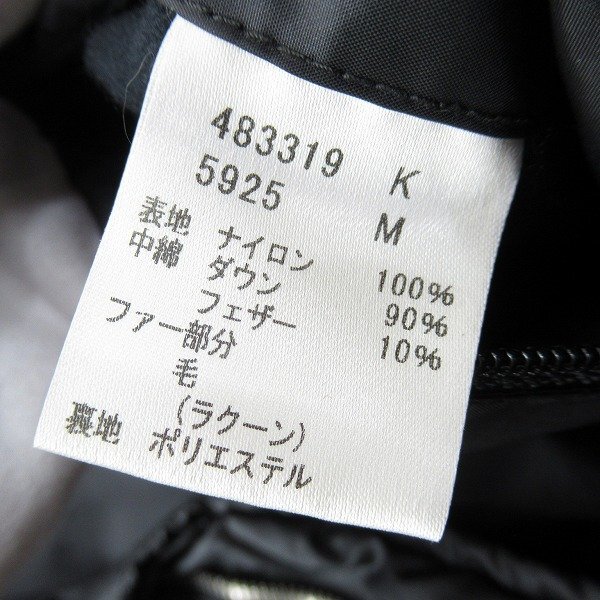 483319 K
5925 M
表地 ナイロン 100%
中綿 ダウン 90%
フェザー 10%
ファー部分
毛
(ラクーン)
裏地 ポリエステル